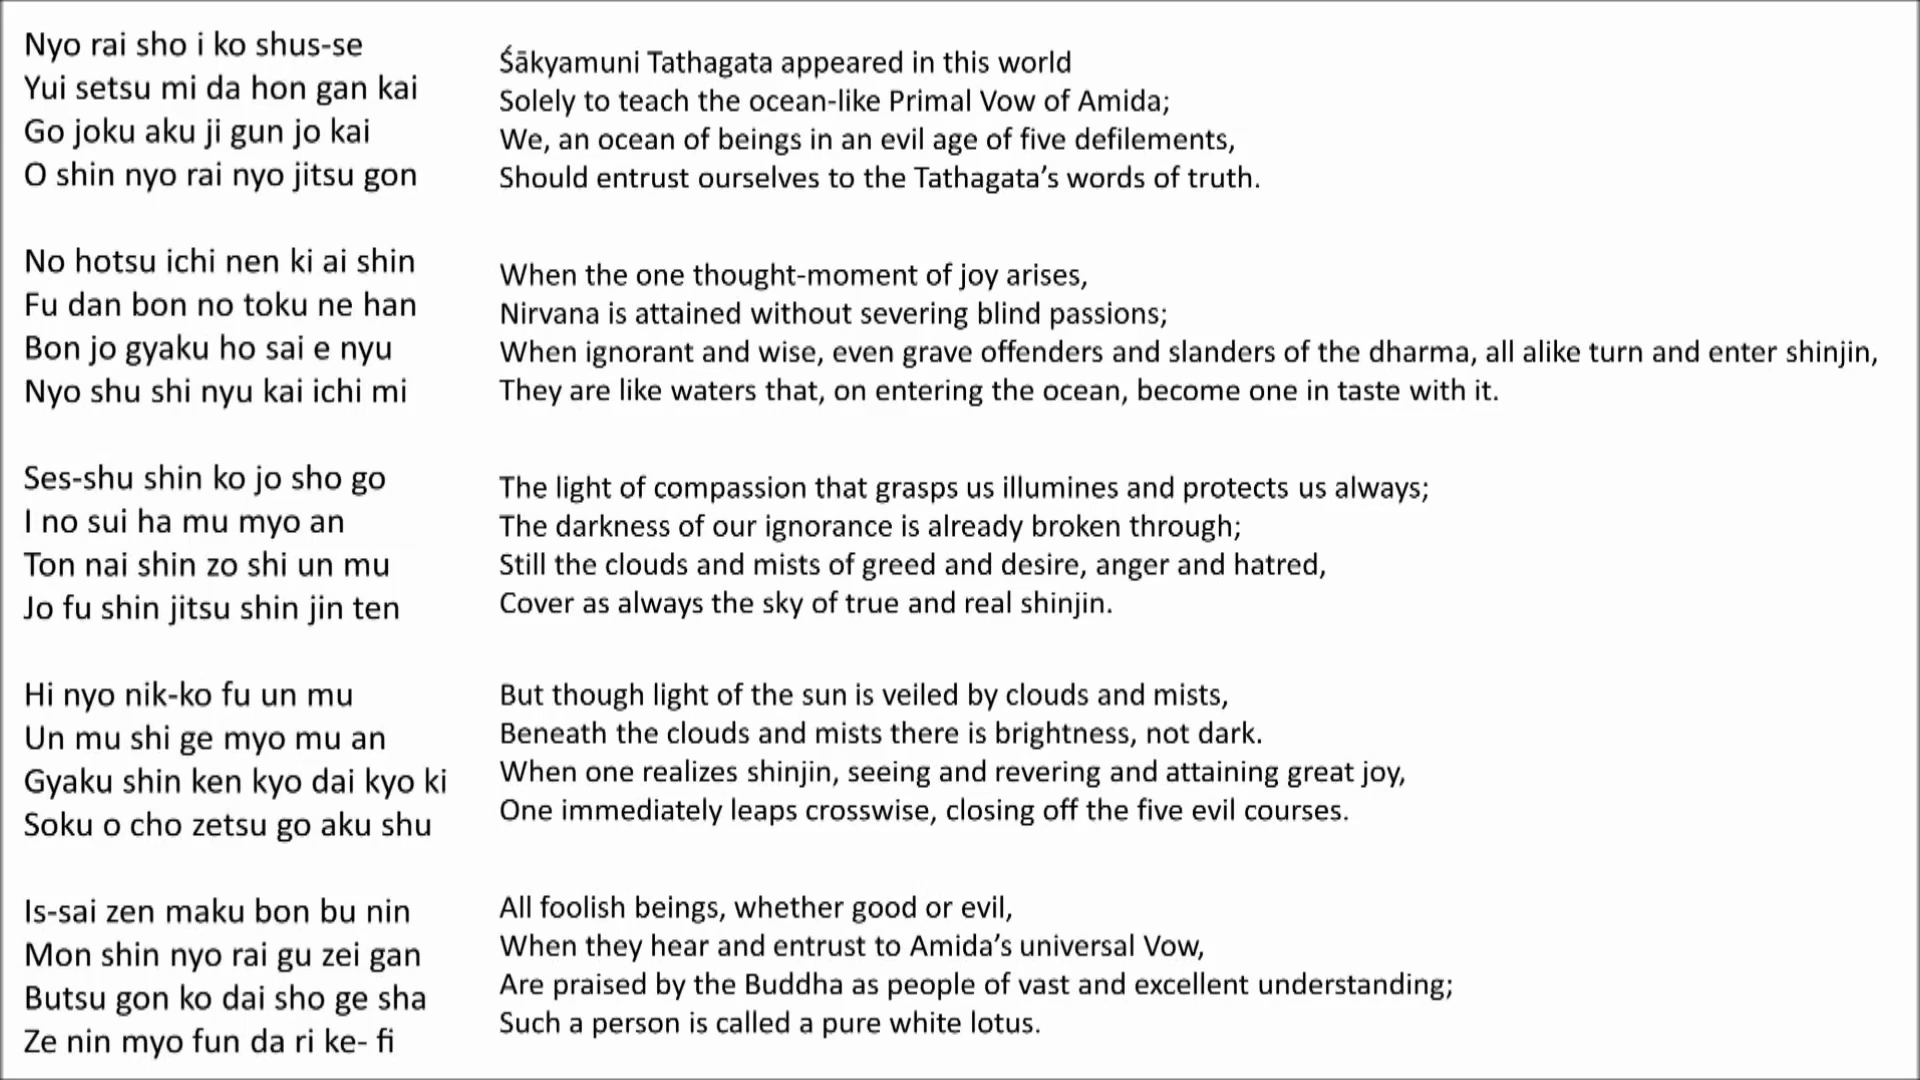 Nyo rai sho i ko shus-se
Yui setsu mi da hon gan kai
Go joku aku ji gun jo kai
O shin nyo rai nyo jitsu gon
Śākyamuni Tathagata appeared in this world
Solely to teach the ocean-like Primal Vow of Amida;
We, an ocean of beings in an evil age of five defilements,
Should entrust ourselves to the Tathagata’s words of truth.
No hotsu ichi nen ki ai shin
Fu dan bon no toku ne han
Bon jo gyaku ho sai e nyu
Nyo shu shi nyu kai ichi mi
When the one thought-moment of joy arises,
Nirvana is attained without severing blind passions;
When ignorant and wise, even grave offenders and slanders of the dharma, all alike turn and enter shinjin,
They are like waters that, on entering the ocean, become one in taste with it.
Ses-shu shin ko jo sho go
I no sui ha mu myo an
Ton nai shin zo shi un mu
Jo fu shin jitsu shin jin ten
The light of compassion that grasps us illumines and protects us always;
The darkness of our ignorance is already broken through;
Still the clouds and mists of greed and desire, anger and hatred,
Cover as always the sky of true and real shinjin.
Hi nyo nik-ko fu un mu
Un mu shi ge myo mu an
Gyaku shin ken kyo dai kyo ki
Soku o cho zetsu go aku shu
But though light of the sun is veiled by clouds and mists,
Beneath the clouds and mists there is brightness, not dark.
When one realizes shinjin, seeing and revering and attaining great joy,
One immediately leaps crosswise, closing off the five evil courses.
Is-sai zen maku bon bu nin
Mon shin nyo rai gu zei gan
Butsu gon ko dai sho ge sha
Ze nin myo fun da ri ke- fi
All foolish beings, whether good or evil,
When they hear and entrust to Amida’s universal Vow,
Are praised by the Buddha as people of vast and excellent understanding;
Such a person is called a pure white lotus.